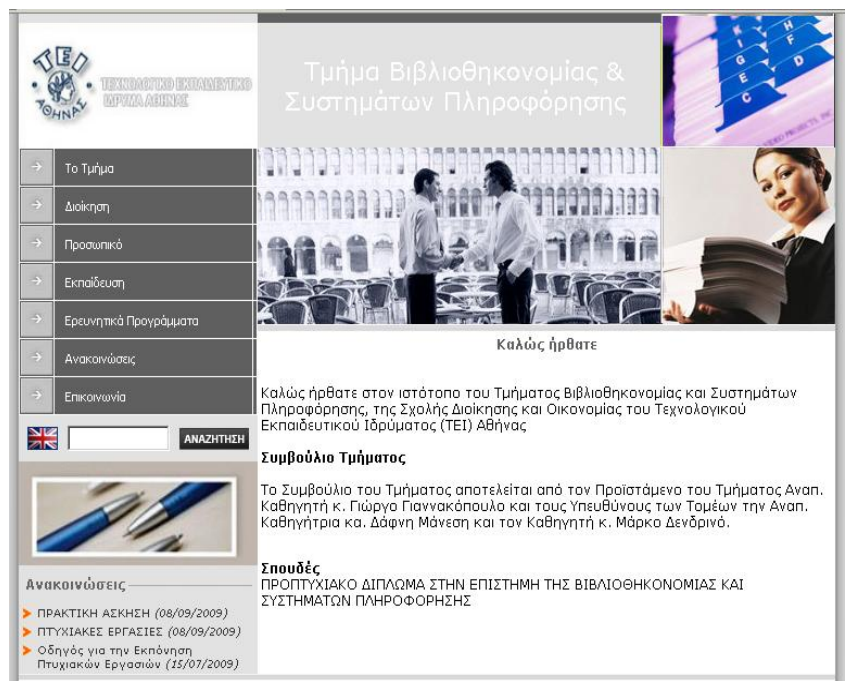 ΤΕΙ
ΑΘΗΝΑΣ
ΤΕΧΝΟΛΟΓΙΚΟ ΕΚΠΑΙΔΕΥΤΙΚΟ
ΙΔΡΥΜΑ ΑΘΗΝΑΣ
Τμήμα Βιβλιοθηκονομίας &
Συστημάτων Πληροφόρησης
K
I
G
E
C
H
F
D
VIDEO PROJECTS, INC
Το Τμήμα
Διοίκηση
Προσωπικό
Εκπαίδευση
Ερευνητικά Προγράμματα
Ανακοινώσεις
Επικοινωνία
ΑΝΑΖΗΤΗΣΗ
Ανακοινώσεις
ΠΡΑΚΤΙΚΗ ΑΣΚΗΣΗ (08/09/2009)
ΠΤΥΧΙΑΚΕΣ ΕΡΓΑΣΙΕΣ (08/09/2009)
Οδηγός για την Εκπόνηση
Πτυχιακών Εργασιών (15/07/2009)
Καλώς ήρθατε
Καλώς ήρθατε στον ιστότοπο του Τμήματος Βιβλιοθηκονομίας και Συστημάτων
Πληροφόρησης, της Σχολής Διοίκησης και Οικονομίας του Τεχνολογικού
Εκπαιδευτικού Ιδρύματος (ΤΕΙ) Αθήνας
Συμβούλιο Τμήματος
Το Συμβούλιο του Τμήματος αποτελείται από τον Προϊστάμενο του Τμήματος Αναπ.
Καθηγητή κ. Γιώργο Γιαννακόπουλο και τους Υπευθύνους των Τομέων την Αναπ.
Καθηγήτρια κα. Δάφνη Μάνεση και τον Καθηγητή κ. Μάρκο Δενδρινό.
Σπουδές
ΠΡΟΠΤΥΧΙΑΚΟ ΔΙΠΛΩΜΑ ΣΤΗΝ ΕΠΙΣΤΗΜΗ ΤΗΣ ΒΙΒΛΙΟΘΗΚΟΝΟΜΙΑΣ ΚΑΙ
ΣΥΣΤΗΜΑΤΩΝ ΠΛΗΡΟΦΟΡΗΣΗΣ